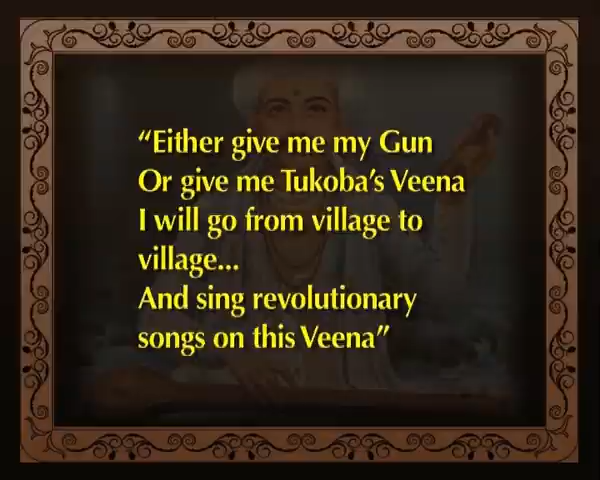 “Either give me my Gun
Or give me Tukoba’s Veena
I will go from village to
village...
And sing revolutionary
songs on this Veena”